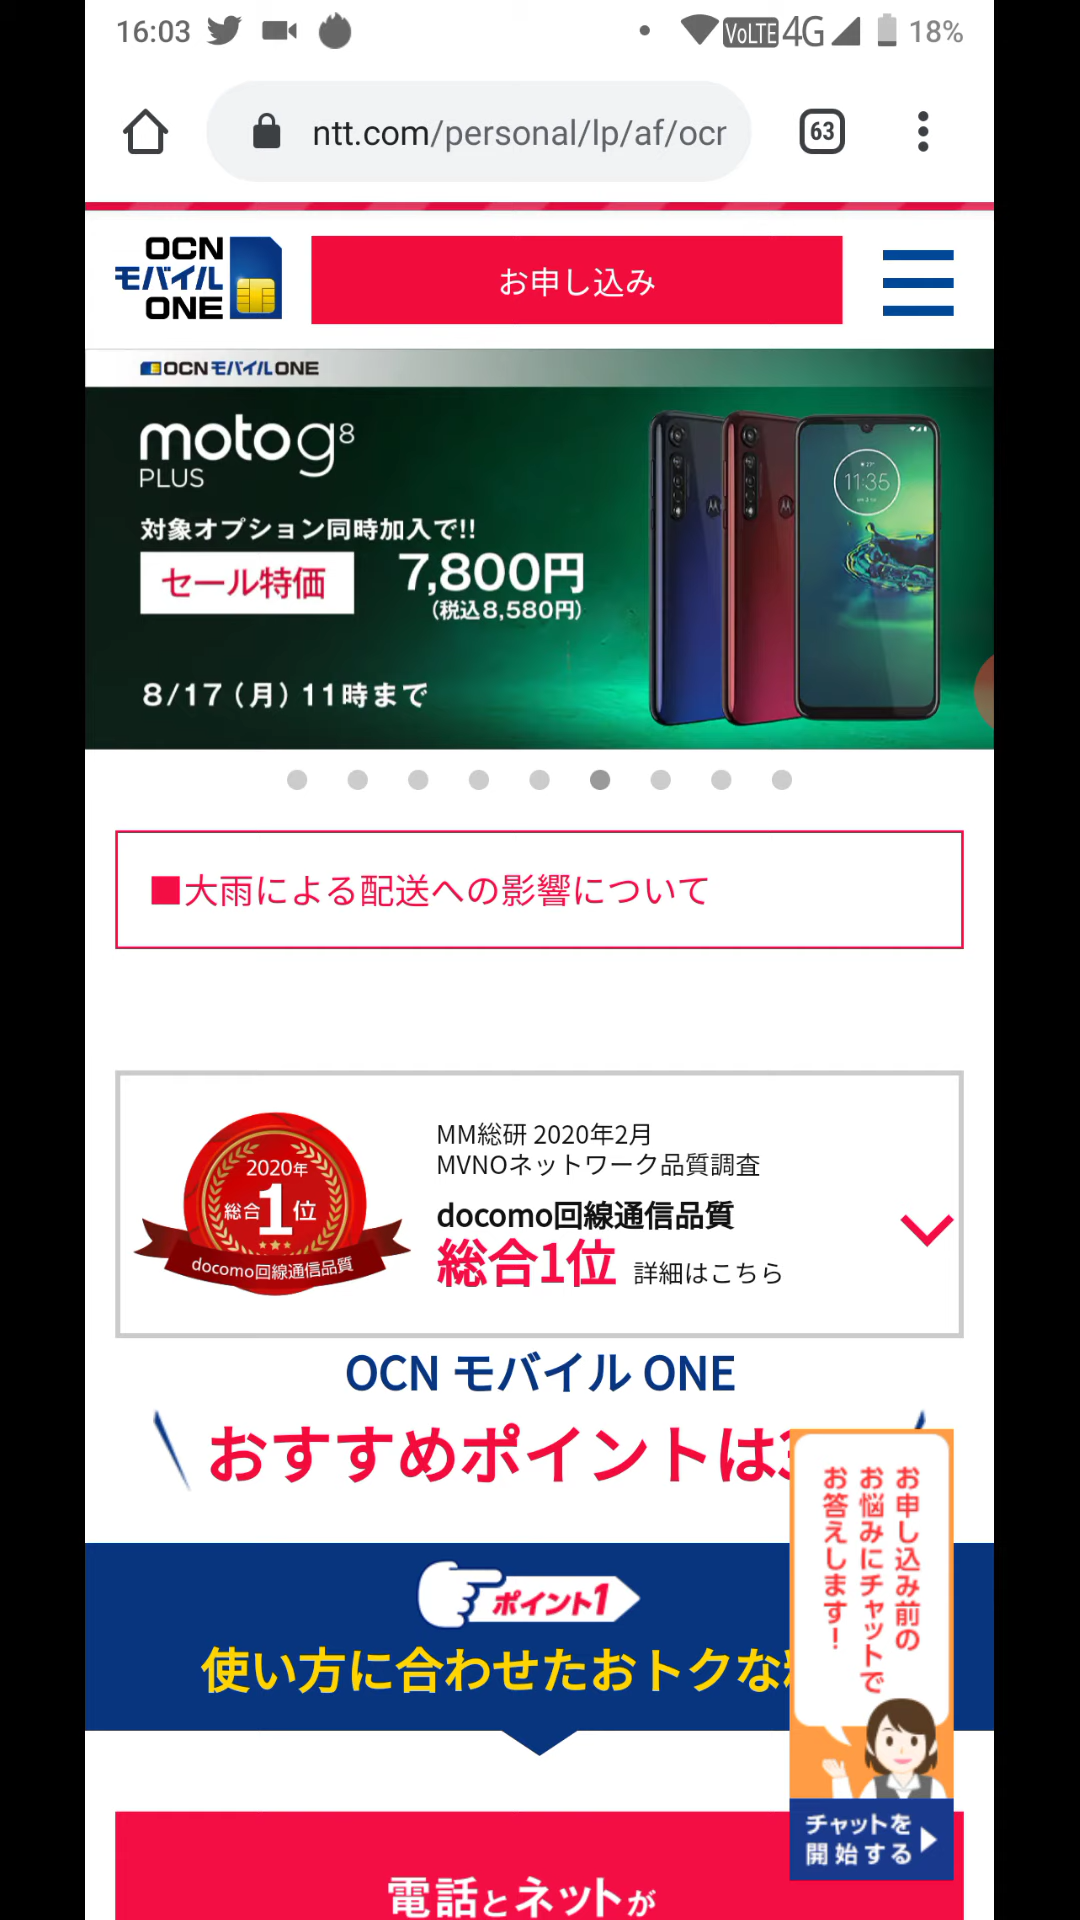 16:03
VoLTE 4G 18%
ntt.com/personal/lp/af/ocr
63
OCN
モバイル
ONE
お申し込み
OCN モバイル ONE
moto g8
PLUS
11:35
対象オプション同時加入で!!
セール特価 7,800円
(税込8,580円)
8/17（月）11時まで
■大雨による配送への影響について
2020年
総合1位
docomo回線通信品質
MM総研 2020年2月
MVNOネットワーク品質調査
docomo回線通信品質
総合1位 詳細はこちら
OCN モバイル ONE
おすすめポイントは
ポイント1
使い方に合わせたおトクな
お申し込み前の
お悩みにチャットで
お答えします！
チャットを
開始する
電話とネットが